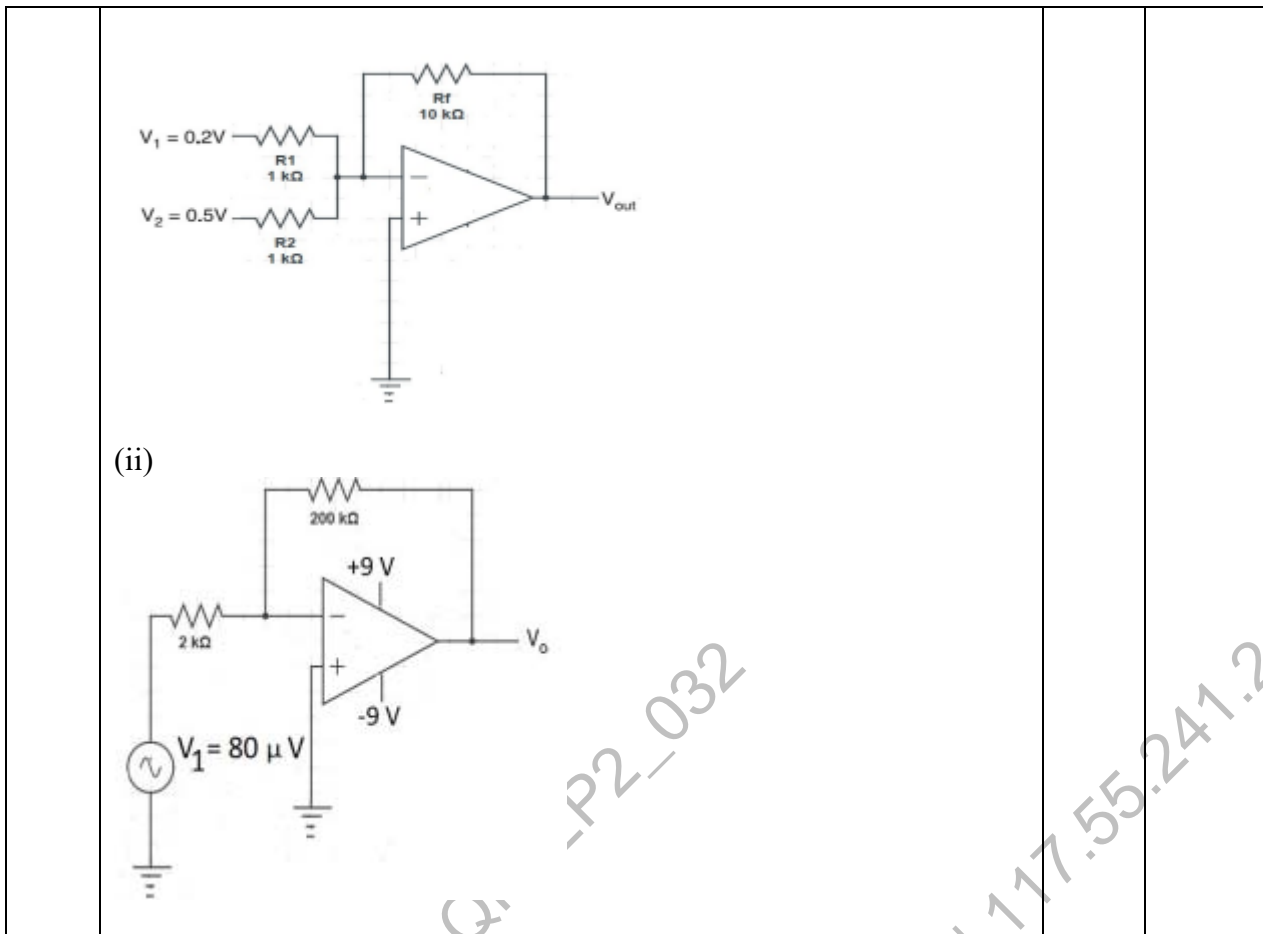 Rf
10 kΩ
V1 = 0.2V
R1
1 kΩ
−
Vout
V2 = 0.5V
+
R2
1 kΩ
(ii)
200 kΩ
+9 V
2 kΩ
−
Vo
+
-9 V
V1= 80 μ V
P2_032
117.55.241.2